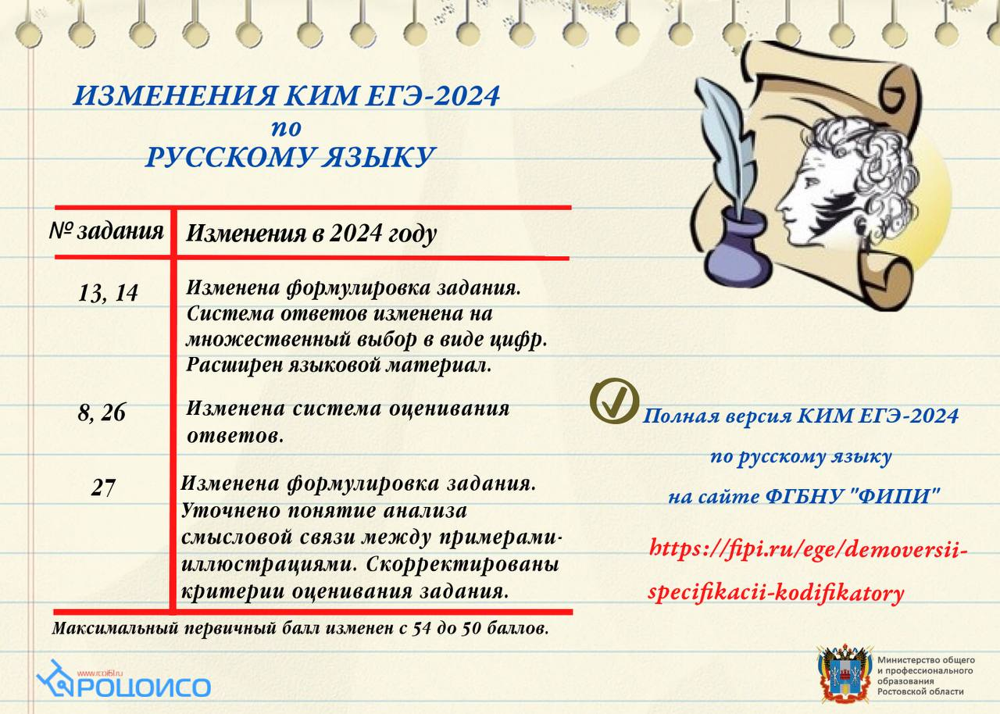 ИЗМЕНЕНИЯ КИМ ЕГЭ-2024
по
РУССКОМУ ЯЗЫКУ
№ задания
Изменения в 2024 году
13, 14
Изменена формулировка задания.
Система ответов изменена на
множественный выбор в виде цифр.
Расширен языковой материал.
8, 26
Изменена система оценивания
ответов.
27
Изменена формулировка задания.
Уточнено понятие анализа
смысловой связи между примерами-
иллюстрациями. Скорректированы
критерии оценивания задания.
Максимальный первичный балл изменен с 54 до 50 баллов.
Полная версия КИМ ЕГЭ-2024
по русскому языку
на сайте ФГБНУ "ФИПИ"
https://fipi.ru/ege/demoversii-
specifikacii-kodifikatory
www.rcoi61.ru
РОЦОИСО
Министерство общего
и профессионального
образования
Ростовской области